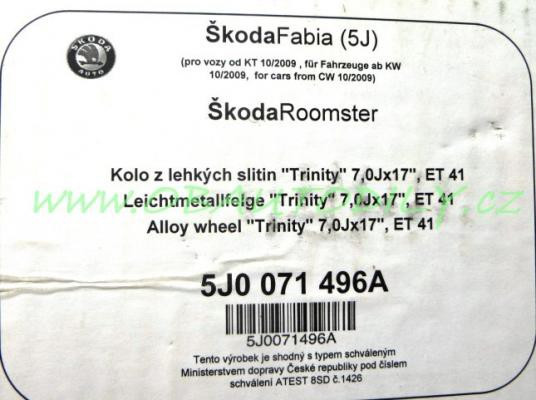 ŠkodaFabia (5J)
(pro vozy od KT 10/2009 , für Fahrzeuge ab KW
10/2009, for cars from CW 10/2009)
ŠKODA
AUTO
ŠkodaRoomster
Kolo z lehkých slitin "Trinity" 7,0Jx17", ET 41
Leichtmetallfelge "Trinity" 7,0Jx17", ET 41
Alloy wheel "Trinity" 7,0Jx17", ET 41
5J0 071 496A
5J0071496A
Tento výrobek je shodný s typem schváleným
Ministerstvem dopravy České republiky pod číslem
schválení ATEST 8SD č.1426